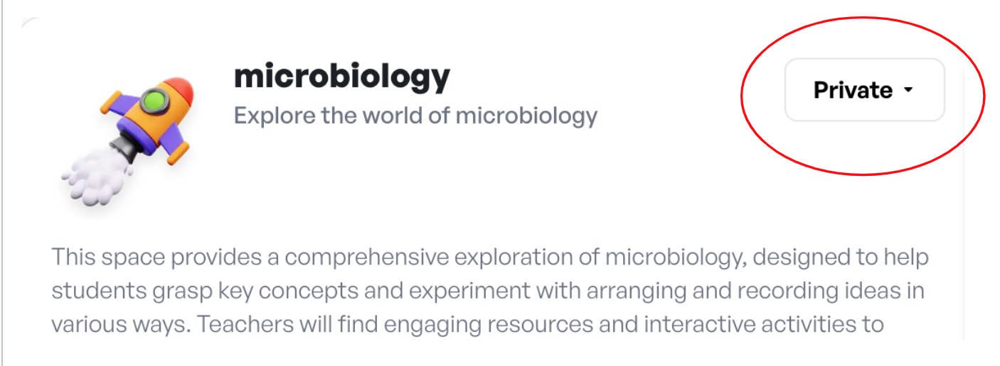 microbiology
Explore the world of microbiology
Private
This space provides a comprehensive exploration of microbiology, designed to help
students grasp key concepts and experiment with arranging and recording ideas in
various ways. Teachers will find engaging resources and interactive activities to